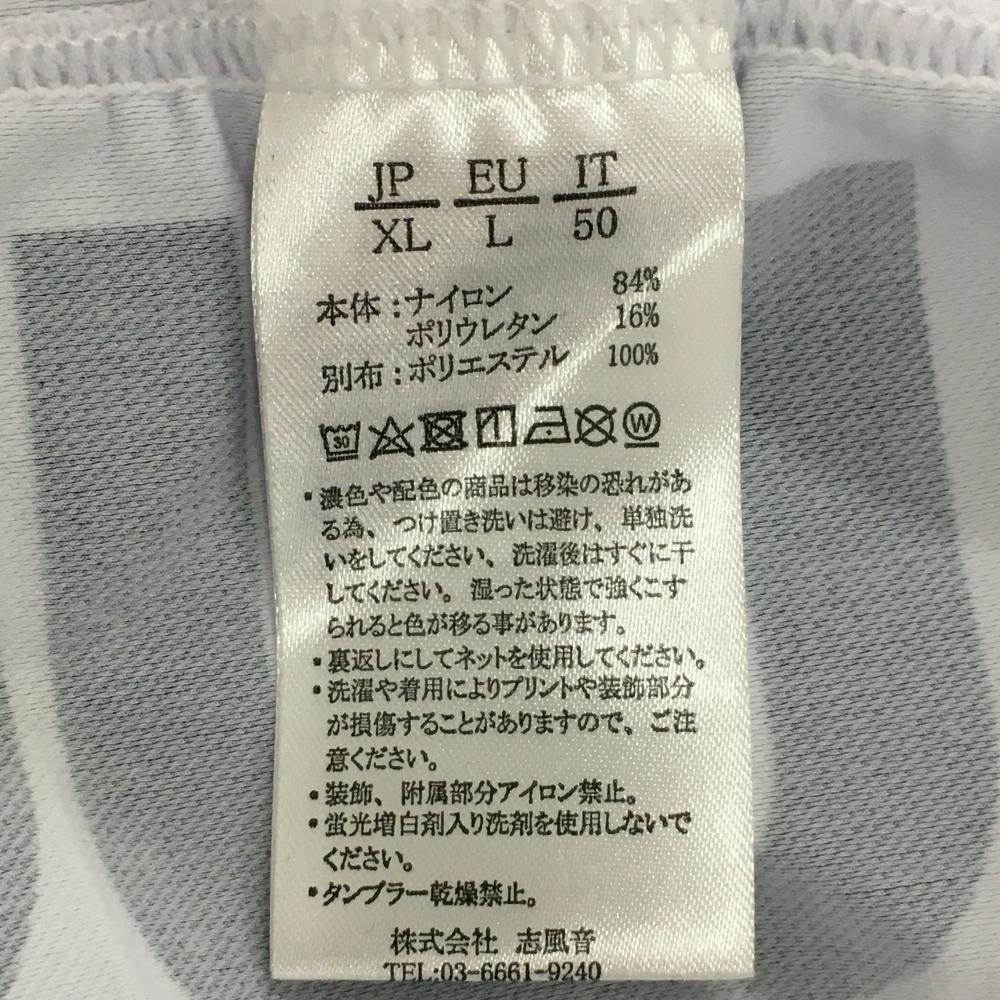 JP EU IT
XL L 50
本体:ナイロン 84%
ポリウレタン 16%
別布:ポリエステル 100%
30 W
・濃色や配色の商品は移染の恐れがあ
る為、つけ置き洗いは避け、単独洗
いをしてください、洗濯後はすぐに干
してください。湿った状態で強くこす
られると色が移る事があります。
・裏返しにしてネットを使用してください。
・洗濯や着用によりプリントや装飾部分
が損傷することがありますので、ご注
意ください。
・装飾、附属部分アイロン禁止。
・蛍光増白剤入り洗剤を使用しないで
ください。
・タンブラー乾燥禁止。
株式会社 志風音
TEL:03-6661-9240